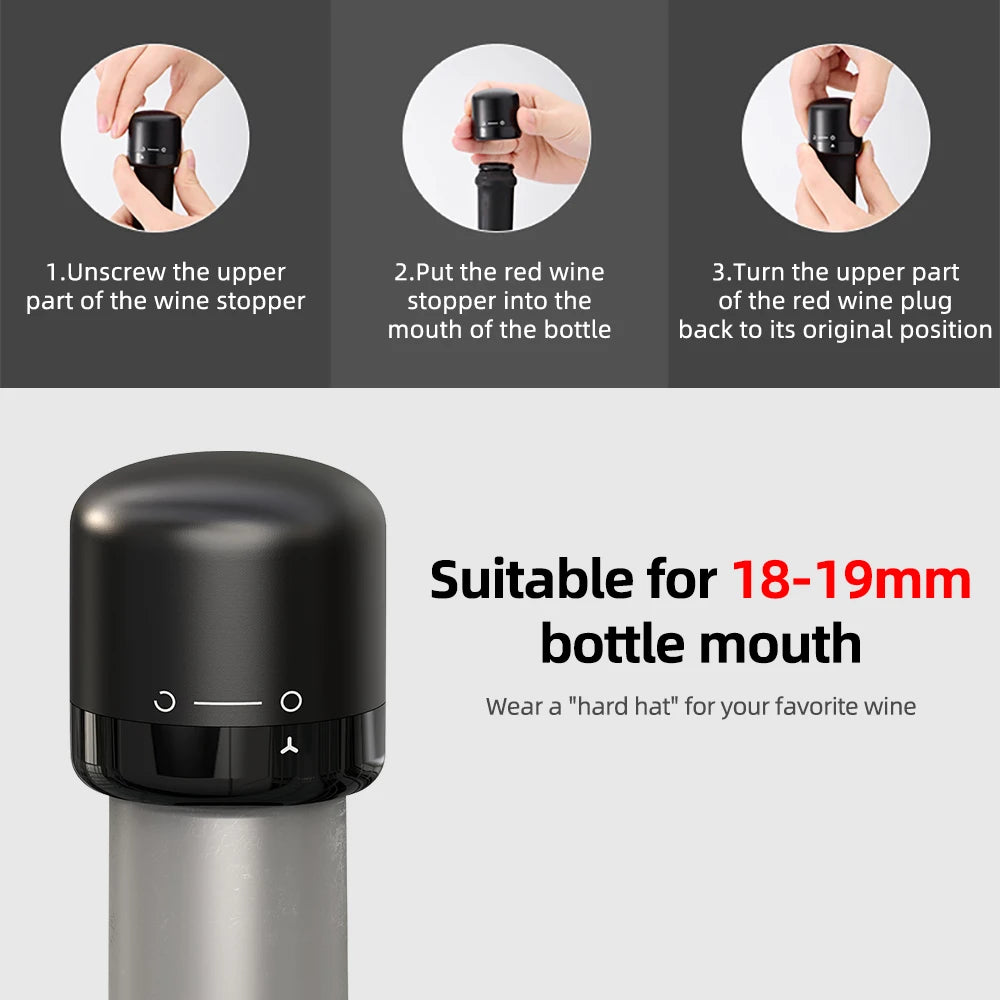 1.Unscrew the upper
part of the wine stopper
2.Put the red wine
stopper into the
mouth of the bottle
3.Turn the upper part
of the red wine plug
back to its original position
Suitable for 18-19mm
bottle mouth
Wear a "hard hat" for your favorite wine